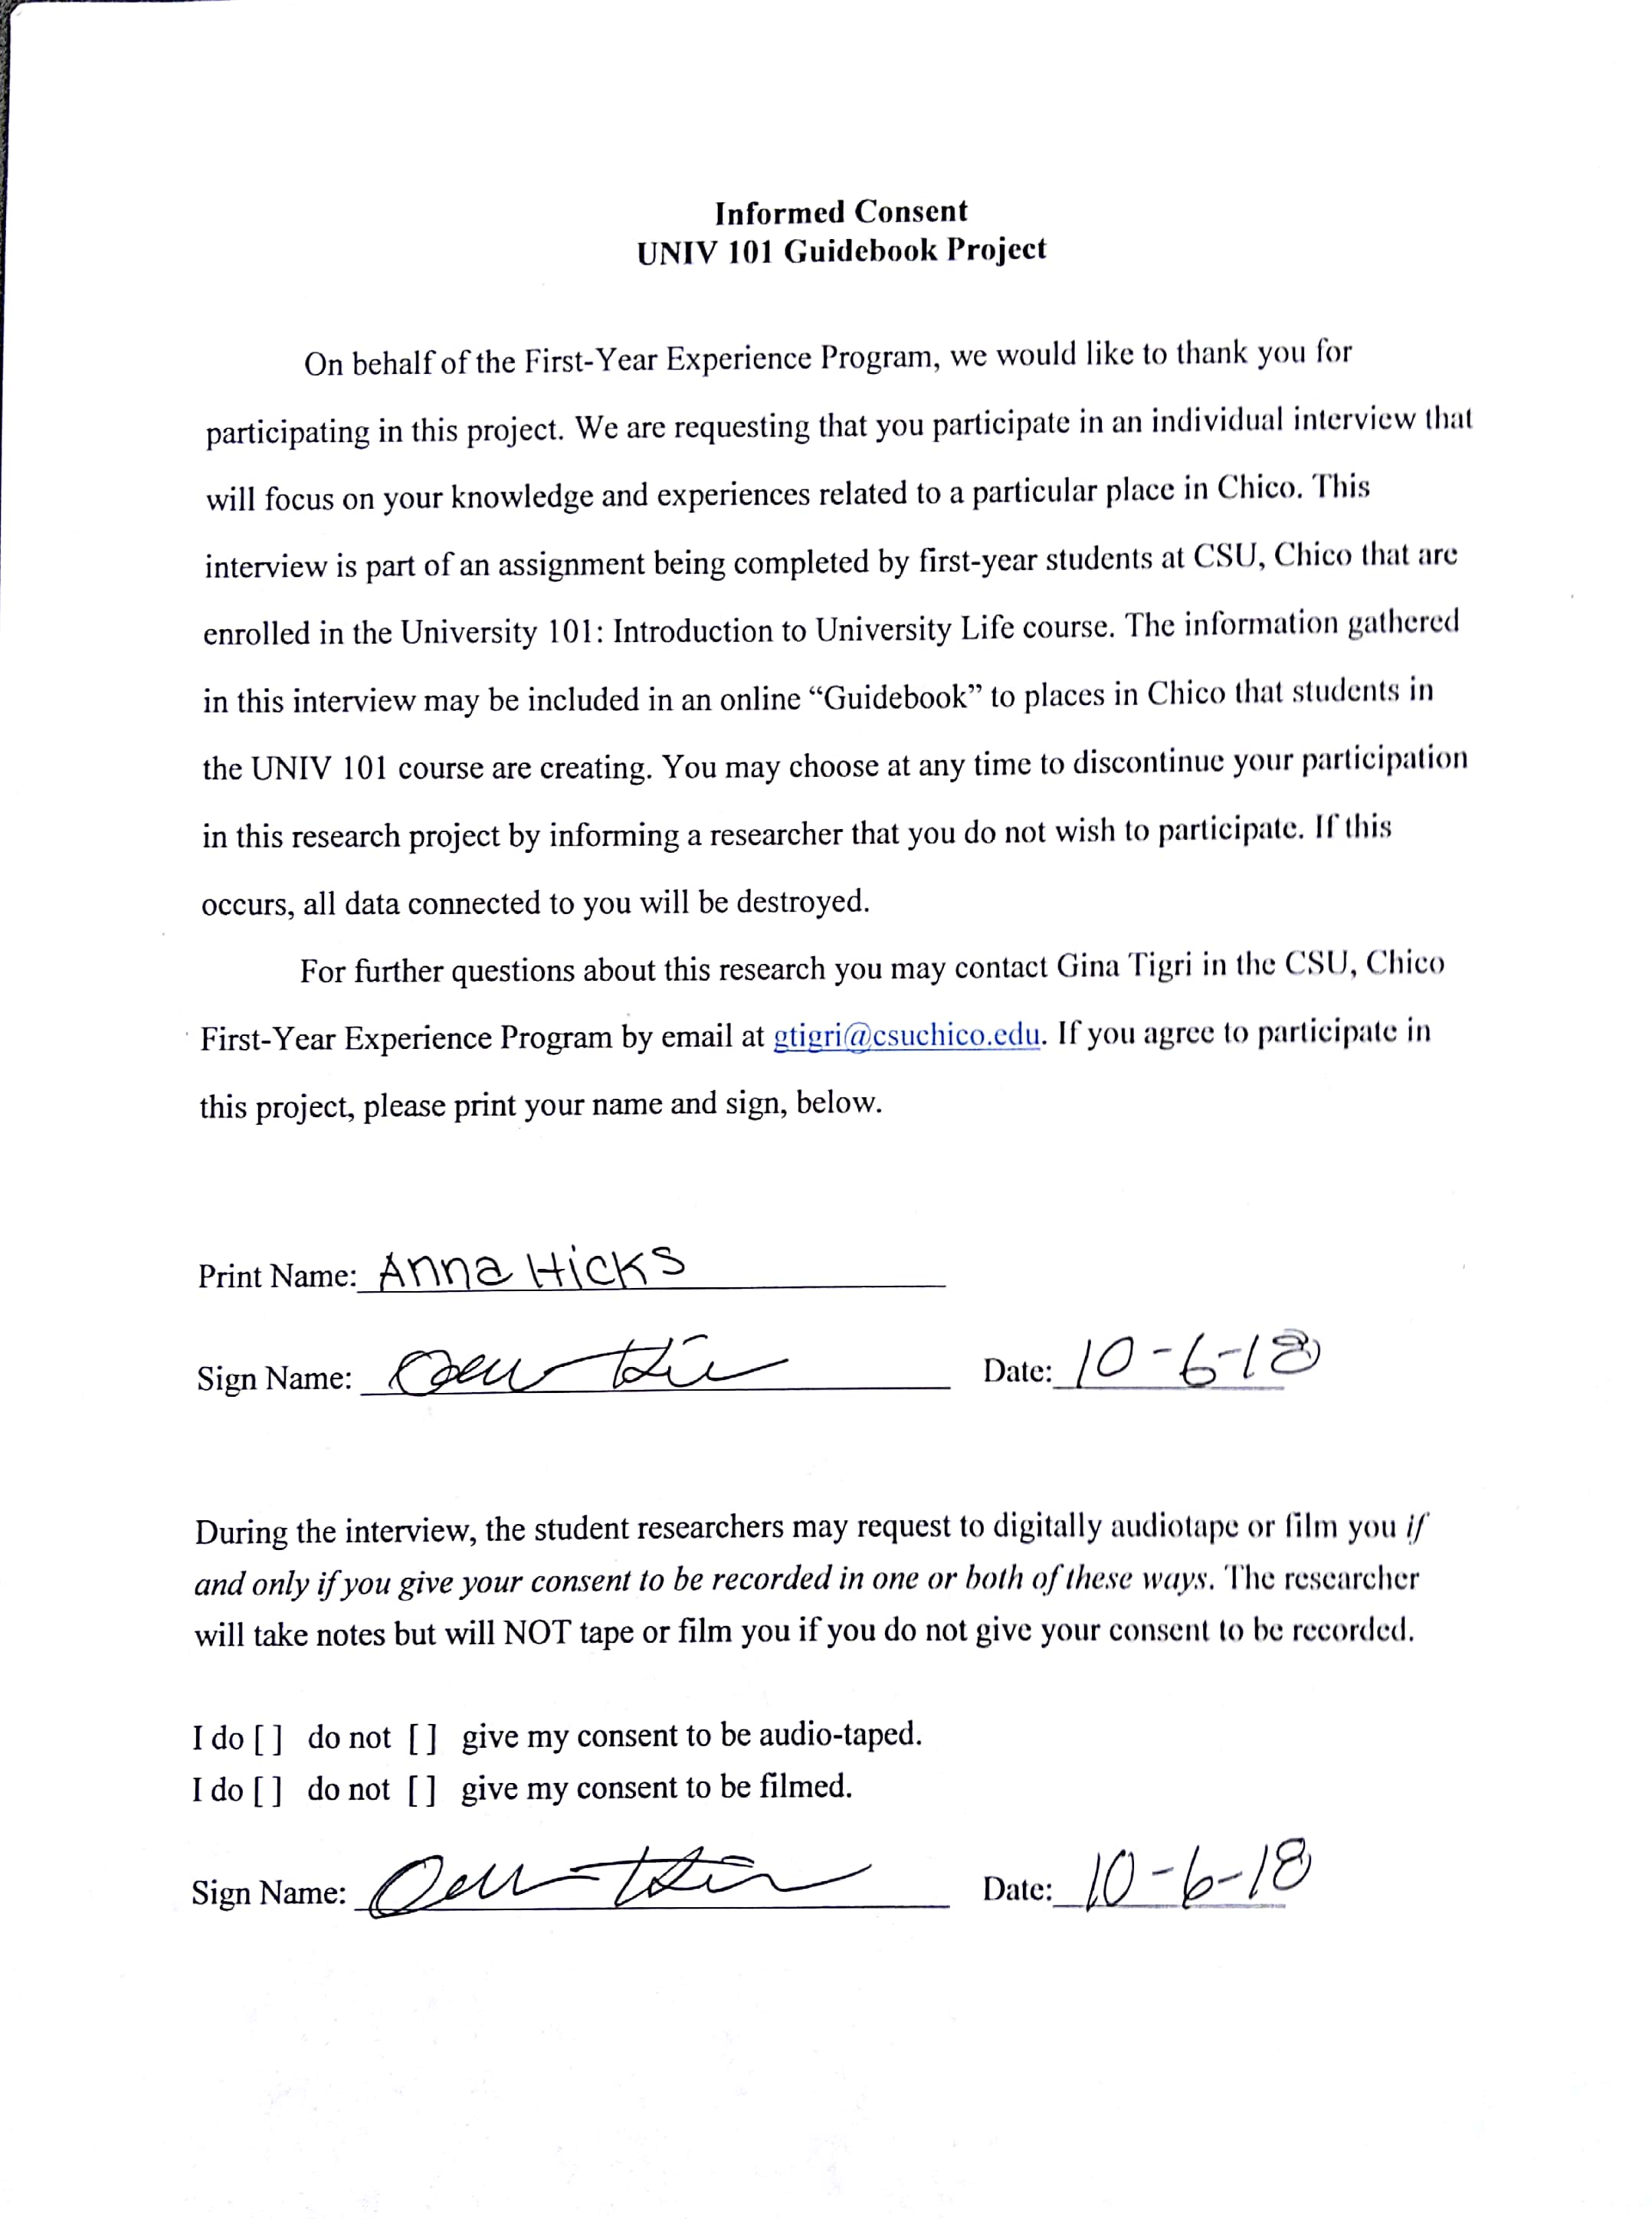 Informed Consent
UNIV 101 Guidebook Project
On behalf of the First-Year Experience Program, we would like to thank you for
participating in this project. We are requesting that you participate in an individual interview that
will focus on your knowledge and experiences related to a particular place in Chico. This
interview is part of an assignment being completed by first-year students at CSU, Chico that are
enrolled in the University 101: Introduction to University Life course. The information gathered
in this interview may be included in an online “Guidebook” to places in Chico that students in
the UNIV 101 course are creating. You may choose at any time to discontinue your participation
in this research project by informing a researcher that you do not wish to participate. If this
occurs, all data connected to you will be destroyed.
For further questions about this research you may contact Gina Tigri in the CSU, Chico
First-Year Experience Program by email at gtigri@csuchico.edu. If you agree to participate in
this project, please print your name and sign, below.
Print Name: Anna Hicks
Sign Name: Date: 10-6-18
During the interview, the student researchers may request to digitally audiotape or film you if
and only if you give your consent to be recorded in one or both of these ways. The researcher
will take notes but will NOT tape or film you if you do not give your consent to be recorded.
I do [ ] do not [ ] give my consent to be audio-taped.
I do [ ] do not [ ] give my consent to be filmed.
Sign Name: Date: 10-6-18